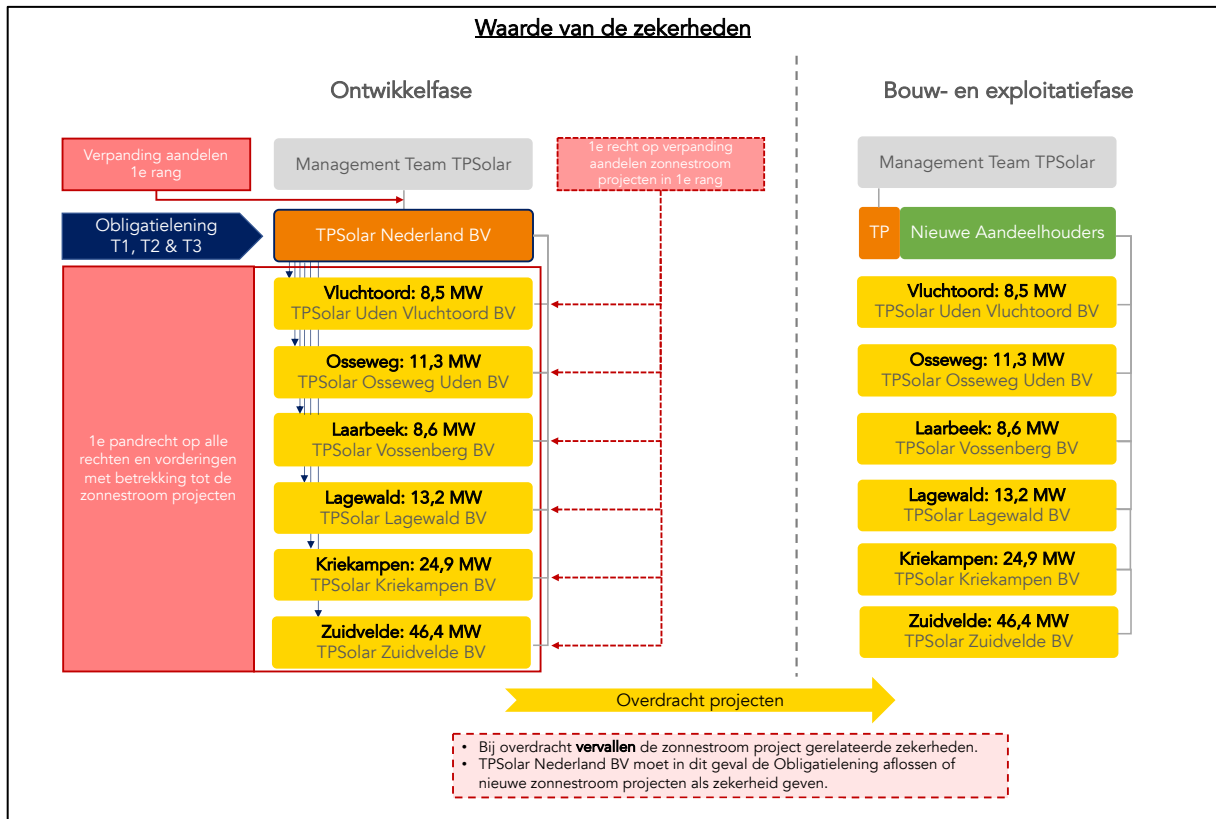 Waarde van de zekerheden
Ontwikkelfase
Verpanding aandelen
1e rang
Management Team TPSolar
1e recht op verpanding
aandelen zonnestroom
projecten in 1e rang
Obligatielening
T1, T2 & T3
TPSolar Nederland BV
1e pandrecht op alle
rechten en vorderingen
met betrekking tot de
zonnestroom projecten
Vluchtoord: 8,5 MW
TPSolar Uden Vluchtoord BV
Osseweg: 11,3 MW
TPSolar Osseweg Uden BV
Laarbeek: 8,6 MW
TPSolar Vossenberg BV
Lagewald: 13,2 MW
TPSolar Lagewald BV
Kriekampen: 24,9 MW
TPSolar Kriekampen BV
Zuidvelde: 46,4 MW
TPSolar Zuidvelde BV
Bouw- en exploitatiefase
Management Team TPSolar
TP
Nieuwe Aandeelhouders
Vluchtoord: 8,5 MW
TPSolar Uden Vluchtoord BV
Osseweg: 11,3 MW
TPSolar Osseweg Uden BV
Laarbeek: 8,6 MW
TPSolar Vossenberg BV
Lagewald: 13,2 MW
TPSolar Lagewald BV
Kriekampen: 24,9 MW
TPSolar Kriekampen BV
Zuidvelde: 46,4 MW
TPSolar Zuidvelde BV
Overdracht projecten
• Bij overdracht vervallen de zonnestroom project gerelateerde zekerheden.
• TPSolar Nederland BV moet in dit geval de Obligatielening aflossen of
nieuwe zonnestroom projecten als zekerheid geven.